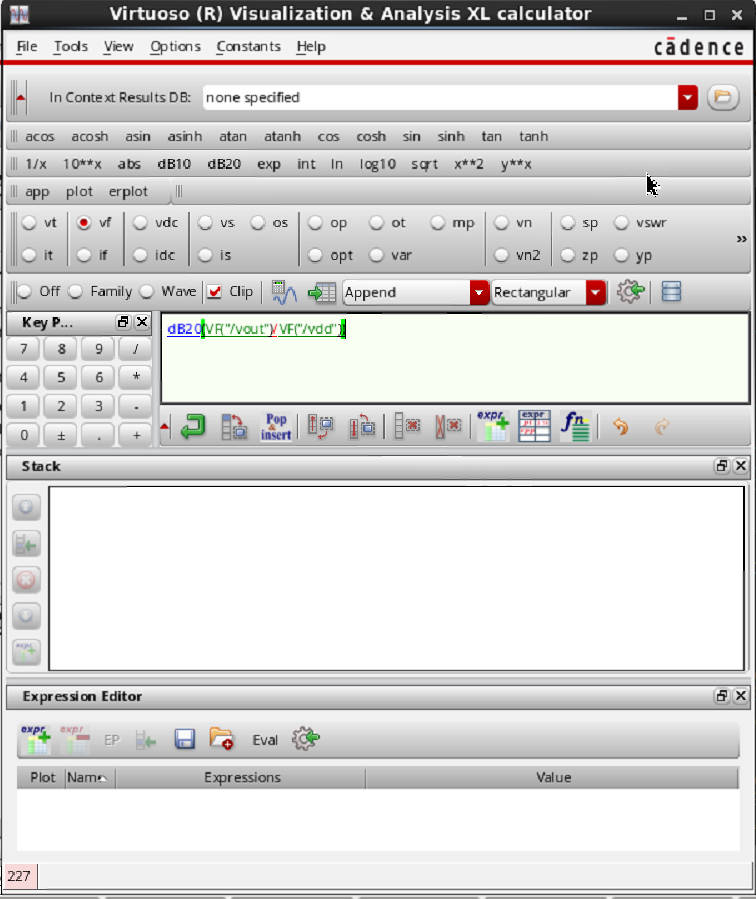 Virtuoso (R) Visualization & Analysis XL calculator
File Tools View Options Constants Help cādence
In Context Results DB: none specified
acos acosh asin asinh atan atanh cos cosh sin sinh tan tanh
1/x 10**x abs dB10 dB20 exp int ln log10 sqrt x**2 y**x
app plot erplot
vt vf vdc vs os op ot mp vn sp vswr »
it if idc is opt var vn2 zp yp
Off Family Wave Clip Append Rectangular
Key P...
dB20(VF("/vout")/ VF("/vdd"))
7 8 9 /
4 5 6 *
1 2 3 -
0 ± . +
Pop & insert expr expr fn
Stack
Expression Editor
expr expr EP Eval
Plot Name Expressions Value
227